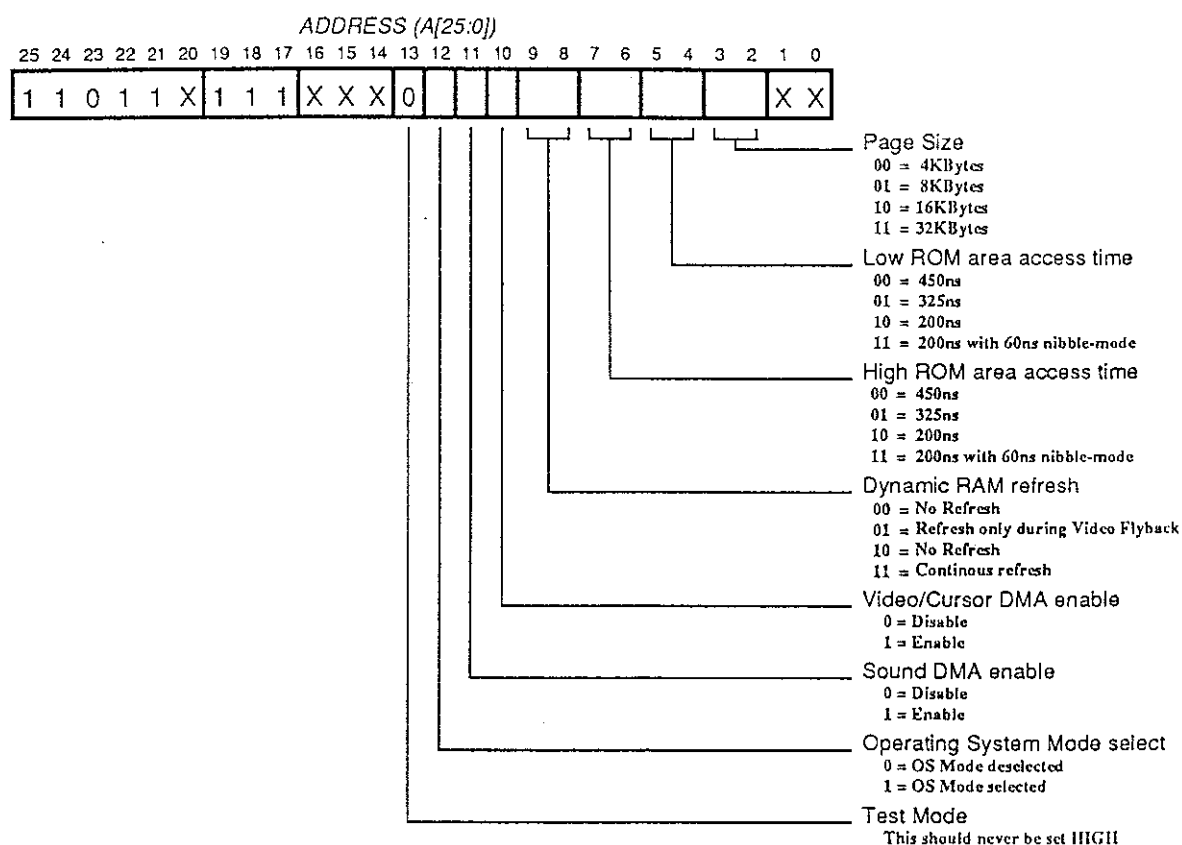 ADDRESS (A[25:0])
25 24 23 22 21 20 19 18 17 16 15 14 13 12 11 10 9 8 7 6 5 4 3 2 1 0
1 1 0 1 1 X 1 1 1 X X X 0 X X
Page Size
00 = 4KBytes
01 = 8KBytes
10 = 16KBytes
11 = 32KBytes
Low ROM area access time
00 = 450ns
01 = 325ns
10 = 200ns
11 = 200ns with 60ns nibble-mode
High ROM area access time
00 = 450ns
01 = 325ns
10 = 200ns
11 = 200ns with 60ns nibble-mode
Dynamic RAM refresh
00 = No Refresh
01 = Refresh only during Video Flyback
10 = No Refresh
11 = Continous refresh
Video/Cursor DMA enable
0 = Disable
1 = Enable
Sound DMA enable
0 = Disable
1 = Enable
Operating System Mode select
0 = OS Mode deselected
1 = OS Mode selected
Test Mode
This should never be set HIGH